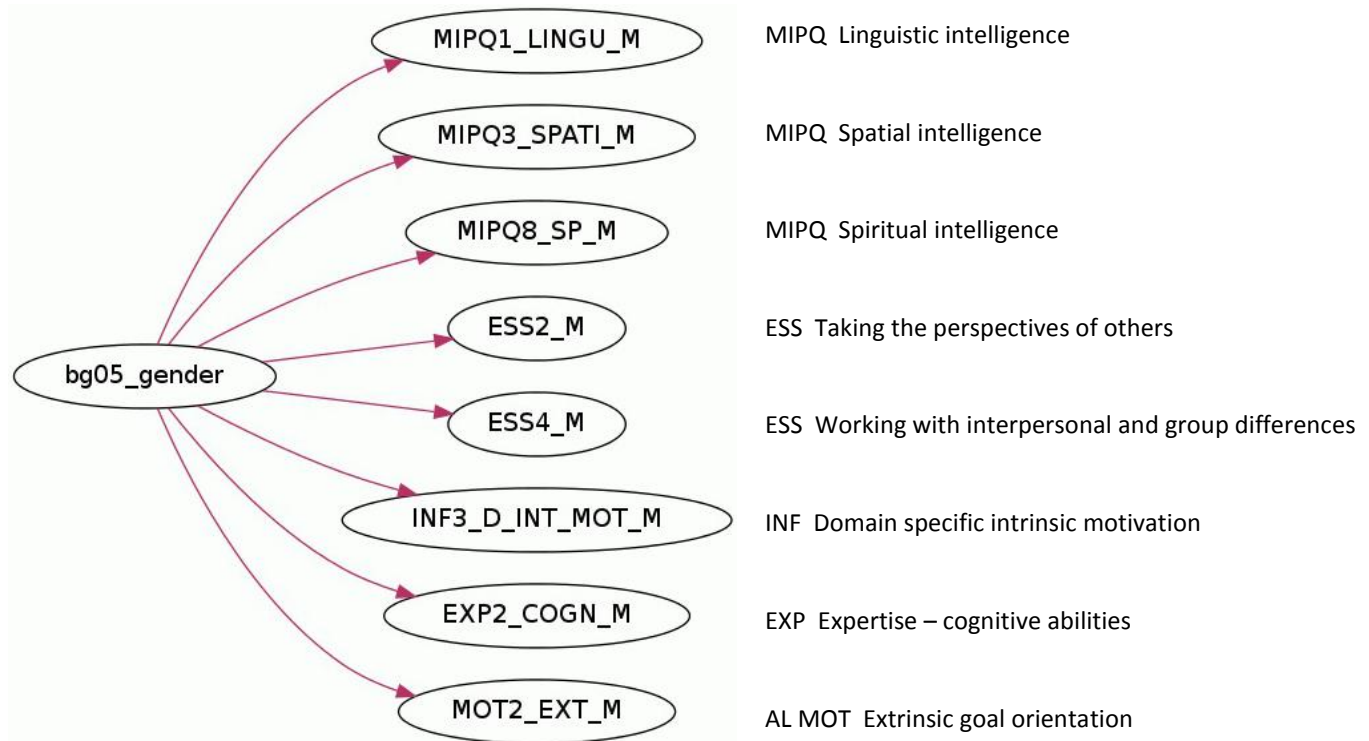 MIPQ1_LINGU_M MIPQ Linguistic intelligence
MIPQ3_SPATI_M MIPQ Spatial intelligence
MIPQ8_SP_M MIPQ Spiritual intelligence
ESS2_M ESS Taking the perspectives of others
bg05_gender
ESS4_M ESS Working with interpersonal and group differences
INF3_D_INT_MOT_M INF Domain specific intrinsic motivation
EXP2_COGN_M EXP Expertise – cognitive abilities
MOT2_EXT_M AL MOT Extrinsic goal orientation